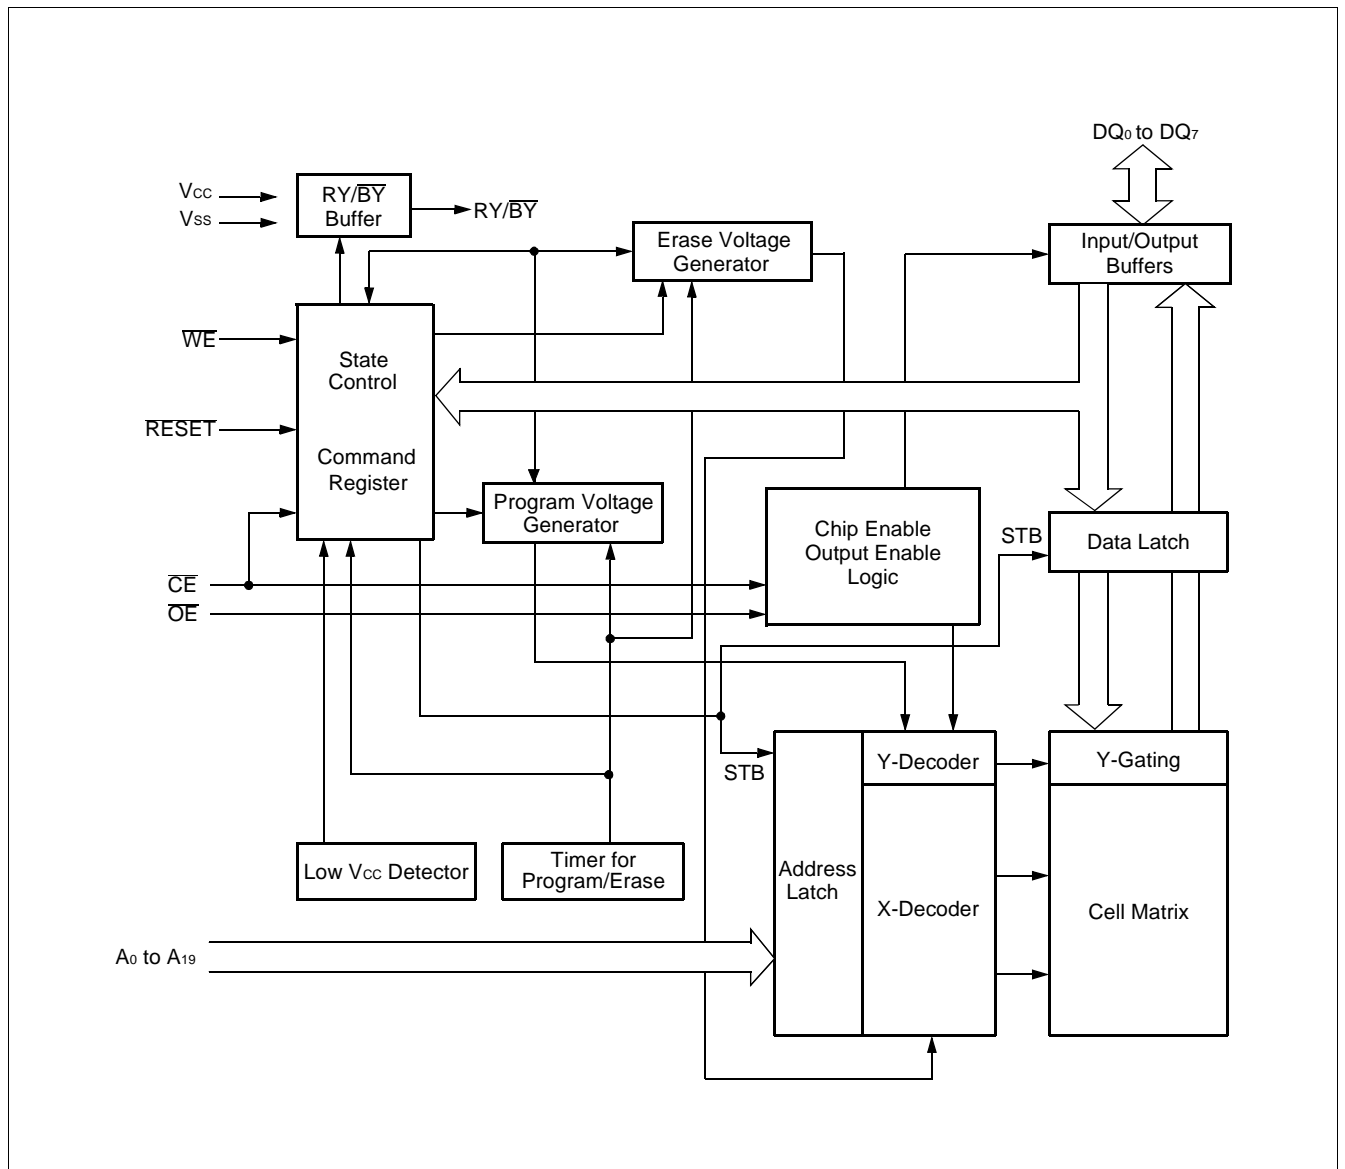 DQ0 to DQ7
VCC
VSS
RY/BY
Buffer
RY/BY
Erase Voltage
Generator
Input/Output
Buffers
WE
State
Control
RESET
Command
Register
Program Voltage
Generator
Chip Enable
Output Enable
Logic
STB
Data Latch
CE
OE
STB
Y-Decoder
Y-Gating
Low VCC Detector
Timer for
Program/Erase
Address
Latch
X-Decoder
Cell Matrix
A0 to A19